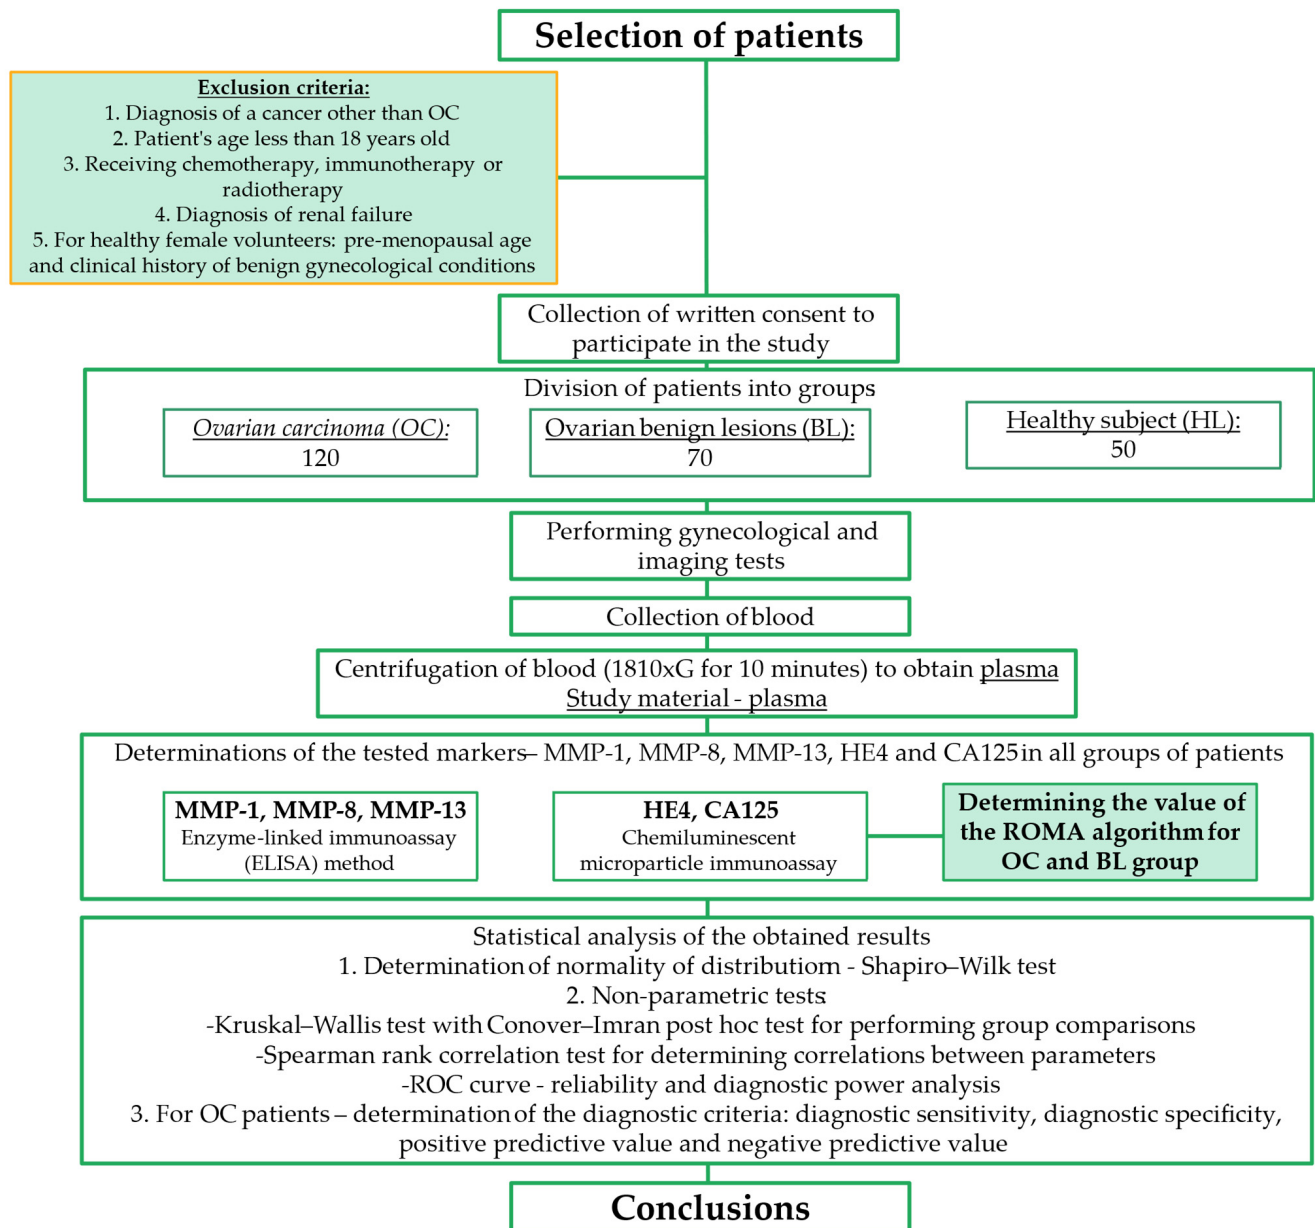 Selection of patients
Exclusion criteria:
1. Diagnosis of a cancer other than OC
2. Patient's age less than 18 years old
3. Receiving chemotherapy, immunotherapy or
radiotherapy
4. Diagnosis of renal failure
5. For healthy female volunteers: pre-menopausal age
and clinical history of benign gynecological conditions
Collection of written consent to
participate in the study
Division of patients into groups
Ovarian carcinoma (OC):
120
Ovarian benign lesions (BL):
70
Healthy subject (HL):
50
Performing gynecological and
imaging tests
Collection of blood
Centrifugation of blood (1810xG for 10 minutes) to obtain plasma
Study material - plasma
Determinations of the tested markers– MMP-1, MMP-8, MMP-13, HE4 and CA125 in all groups of patients
MMP-1, MMP-8, MMP-13
Enzyme-linked immunoassay
(ELISA) method
HE4, CA125
Chemiluminescent
microparticle immunoassay
Determining the value of
the ROMA algorithm for
OC and BL group
Statistical analysis of the obtained results
1. Determination of normality of distributiom - Shapiro–Wilk test
2. Non-parametric tests:
-Kruskal–Wallis test with Conover–Imran post hoc test for performing group comparisons
-Spearman rank correlation test for determining correlations between parameters
-ROC curve - reliability and diagnostic power analysis
3. For OC patients – determination of the diagnostic criteria: diagnostic sensitivity, diagnostic specificity,
positive predictive value and negative predictive value
Conclusions